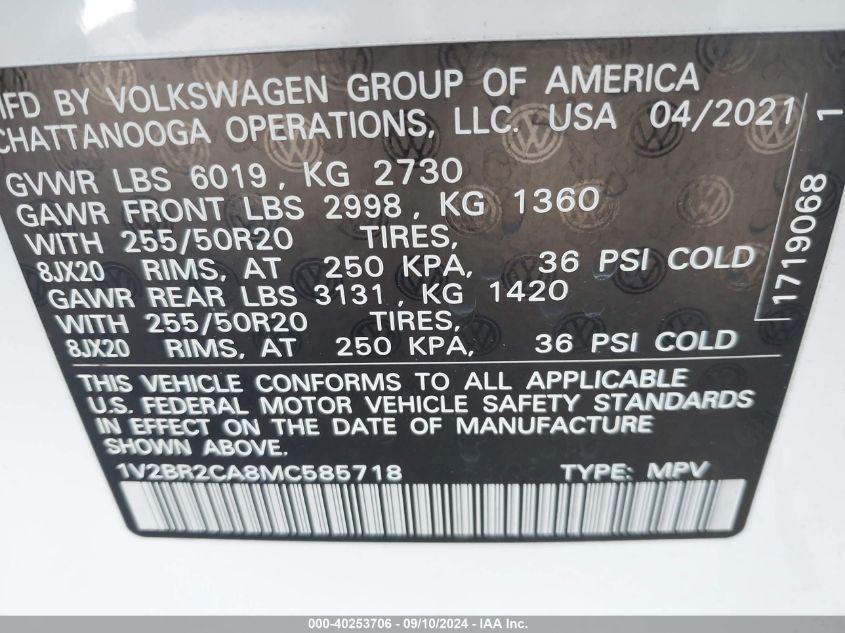 MFD BY VOLKSWAGEN GROUP OF AMERICA
CHATTANOOGA OPERATIONS, LLC. USA 04/2021
GVWR LBS 6019, KG 2730
GAWR FRONT LBS 2998, KG 1360
WITH 255/50R20 TIRES,
8JX20 RIMS, AT 250 KPA, 36 PSI COLD
GAWR REAR LBS 3131, KG 1420
WITH 255/50R20 TIRES,
8JX20 RIMS, AT 250 KPA, 36 PSI COLD
THIS VEHICLE CONFORMS TO ALL APPLICABLE
U.S. FEDERAL MOTOR VEHICLE SAFETY STANDARDS
IN EFFECT ON THE DATE OF MANUFACTURE
SHOWN ABOVE.
1V2BR2CA8MC585718 TYPE: MPV
1719068 1
000-40253706 - 09/10/2024 - IAA Inc.